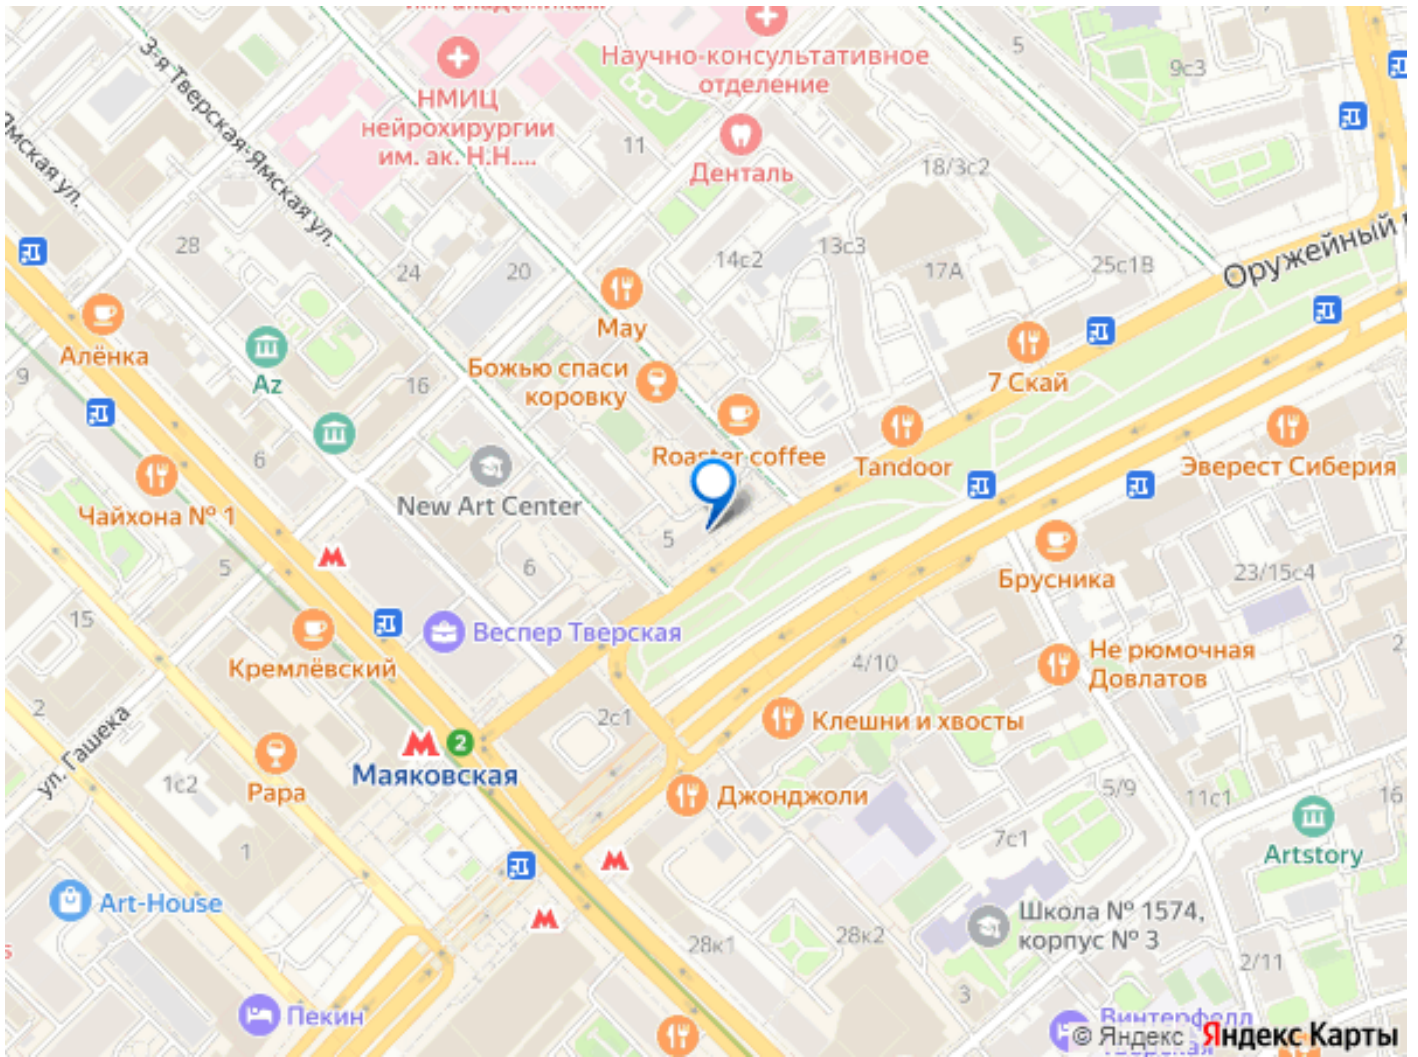 им. академика...
Научно-консультативное
отделение
5
9с3
3-я Тверская-Ямская ул.
НМИЦ
нейрохирургии
им. ак. Н.Н....
11
Денталь
18/3с2
Ямская ул.
28
24
20
14с2
13с3
17А
25с1В
Оружейный
Алёнка
Az
May
Божью спаси
коровку
7 Скай
9
16
6
New Art Center
Roaster coffee
Tandoor
Эверест Сиберия
Чайхона № 1
5
6
5
Брусника
23/15с4
15
Кремлёвский
Веспер Тверская
4/10
Не рюмочная
Довлатов
2
ул. Гашека
2с1
Клешни и хвосты
2
Маяковская
1с2
Papa
Джонджоли
5/9
11с1
16
7с1
1
Artstory
Art-House
28к1
28к2
Школа № 1574,
корпус № 3
2/11
3
Пекин
Винтерфелл
Тверская
© Яндекс Яндекс Карты